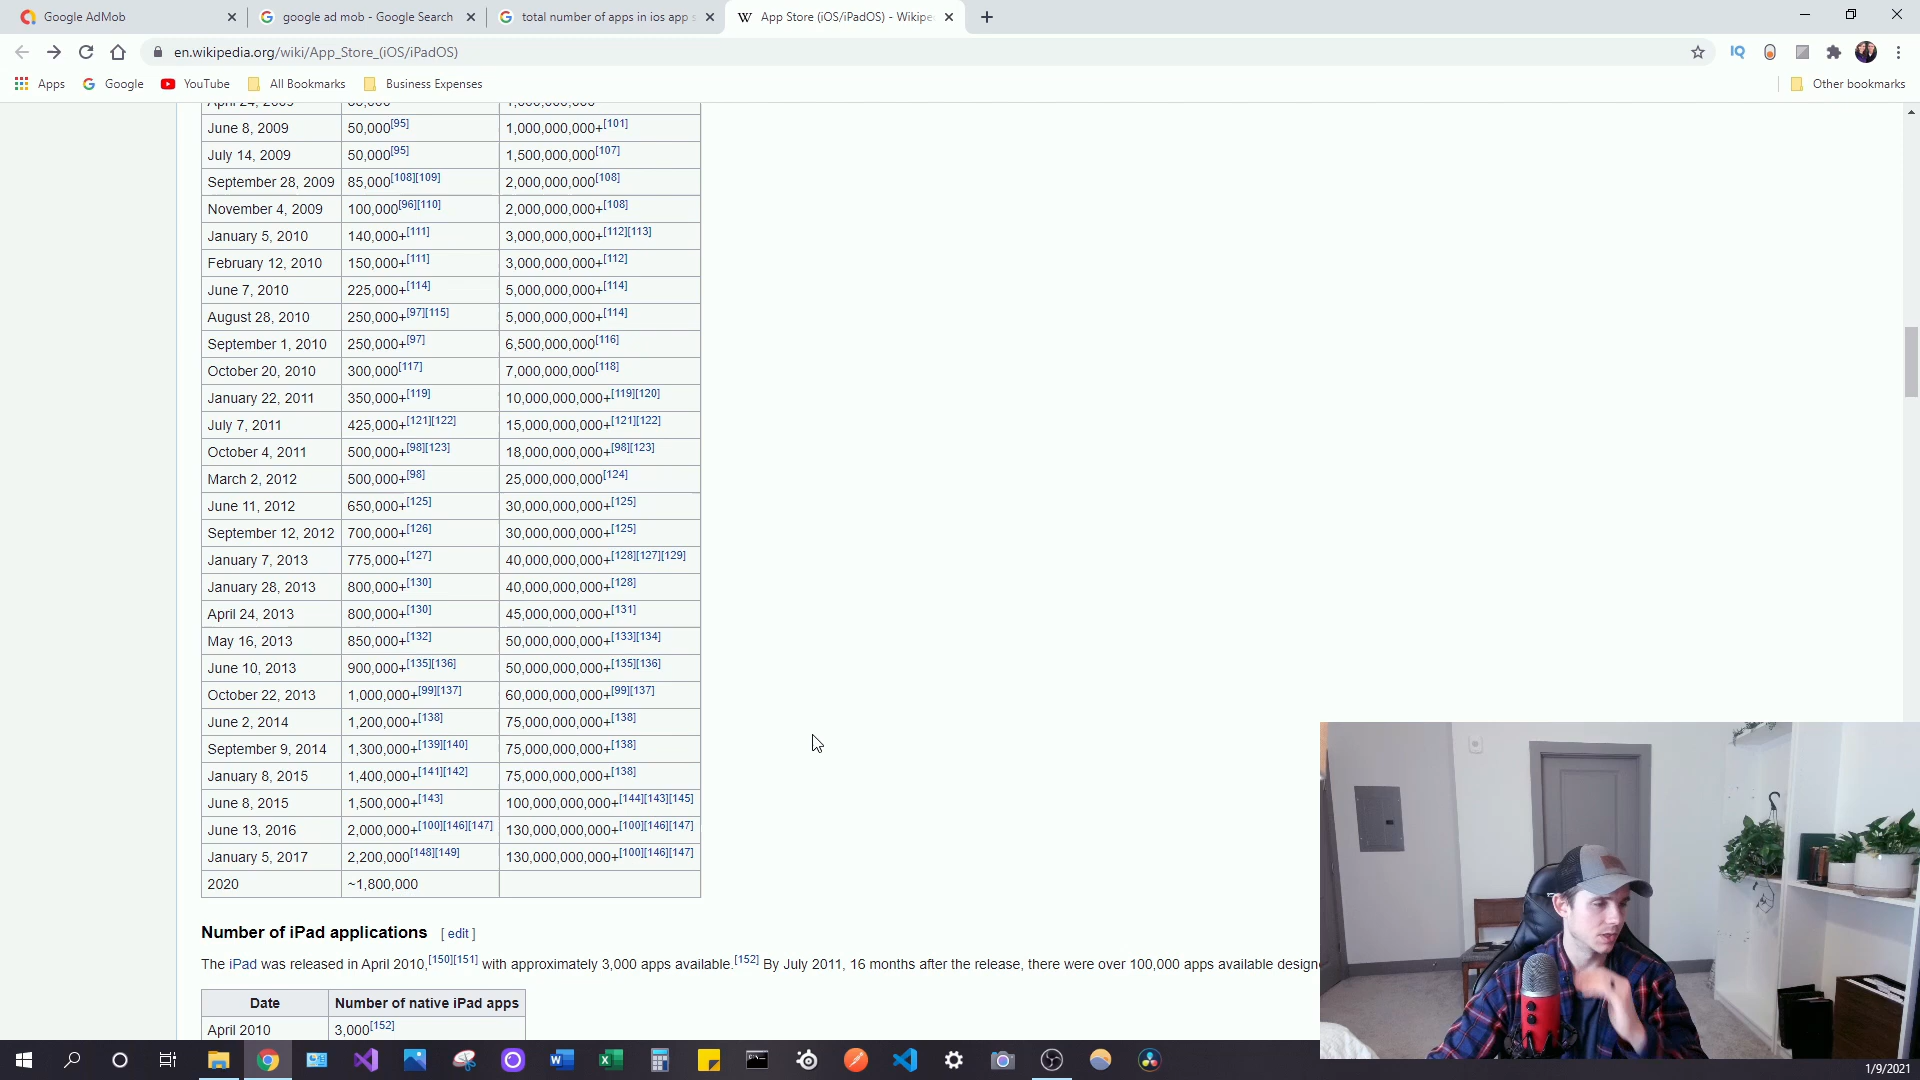 Google AdMob
google ad mob - Google Search
total number of apps in ios app s
App Store (iOS/iPadOS) - Wikipe
en.wikipedia.org/wiki/App_Store_(iOS/iPadOS)
Apps
Google
YouTube
All Bookmarks
Business Expenses
Other bookmarks
June 8, 2009 50,000[95] 1,000,000,000+[101]
July 14, 2009 50,000[95] 1,500,000,000[107]
September 28, 2009 85,000[108][109] 2,000,000,000[108]
November 4, 2009 100,000[96][110] 2,000,000,000+[108]
January 5, 2010 140,000+[111] 3,000,000,000+[112][113]
February 12, 2010 150,000+[111] 3,000,000,000+[112]
June 7, 2010 225,000+[114] 5,000,000,000+[114]
August 28, 2010 250,000+[97][115] 5,000,000,000+[114]
September 1, 2010 250,000+[97] 6,500,000,000[116]
October 20, 2010 300,000[117] 7,000,000,000[118]
January 22, 2011 350,000+[119] 10,000,000,000+[119][120]
July 7, 2011 425,000+[121][122] 15,000,000,000+[121][122]
October 4, 2011 500,000+[98][123] 18,000,000,000+[98][123]
March 2, 2012 500,000+[98] 25,000,000,000[124]
June 11, 2012 650,000+[125] 30,000,000,000+[125]
September 12, 2012 700,000+[126] 30,000,000,000+[125]
January 7, 2013 775,000+[127] 40,000,000,000+[128][127][129]
January 28, 2013 800,000+[130] 40,000,000,000+[128]
April 24, 2013 800,000+[130] 45,000,000,000+[131]
May 16, 2013 850,000+[132] 50,000,000,000+[133][134]
June 10, 2013 900,000+[135][136] 50,000,000,000+[135][136]
October 22, 2013 1,000,000+[99][137] 60,000,000,000+[99][137]
June 2, 2014 1,200,000+[138] 75,000,000,000+[138]
September 9, 2014 1,300,000+[139][140] 75,000,000,000+[138]
January 8, 2015 1,400,000+[141][142] 75,000,000,000+[138]
June 8, 2015 1,500,000+[143] 100,000,000,000+[144][143][145]
June 13, 2016 2,000,000+[100][146][147] 130,000,000,000+[100][146][147]
January 5, 2017 2,200,000[148][149] 130,000,000,000+[100][146][147]
2020 ~1,800,000
Number of iPad applications [ edit ]
The iPad was released in April 2010,[150][151] with approximately 3,000 apps available.[152] By July 2011, 16 months after the release, there were over 100,000 apps available design
Date Number of native iPad apps
April 2010 3,000[152]
1/9/2021